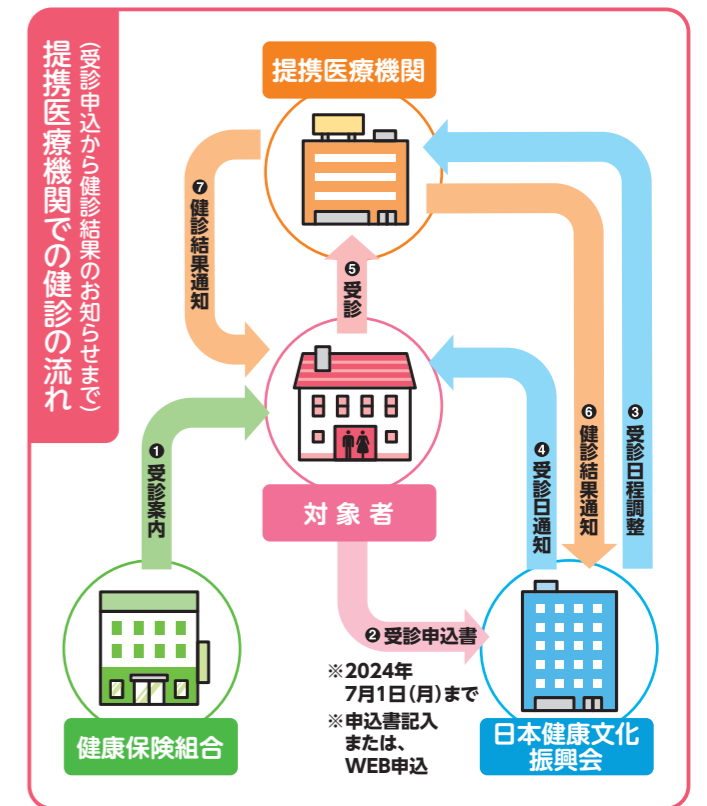 提携医療機関での健診の流れ
(受診申込から健診結果のお知らせまで)
提携医療機関
❼健診結果通知
❺受診
❶受診案内
対象者
❹受診日通知
❻健診結果通知
❸受診日程調整
❷受診申込書
※2024年
7月1日(月)まで
※申込書記入
または、
WEB申込
健康保険組合
日本健康文化
振興会